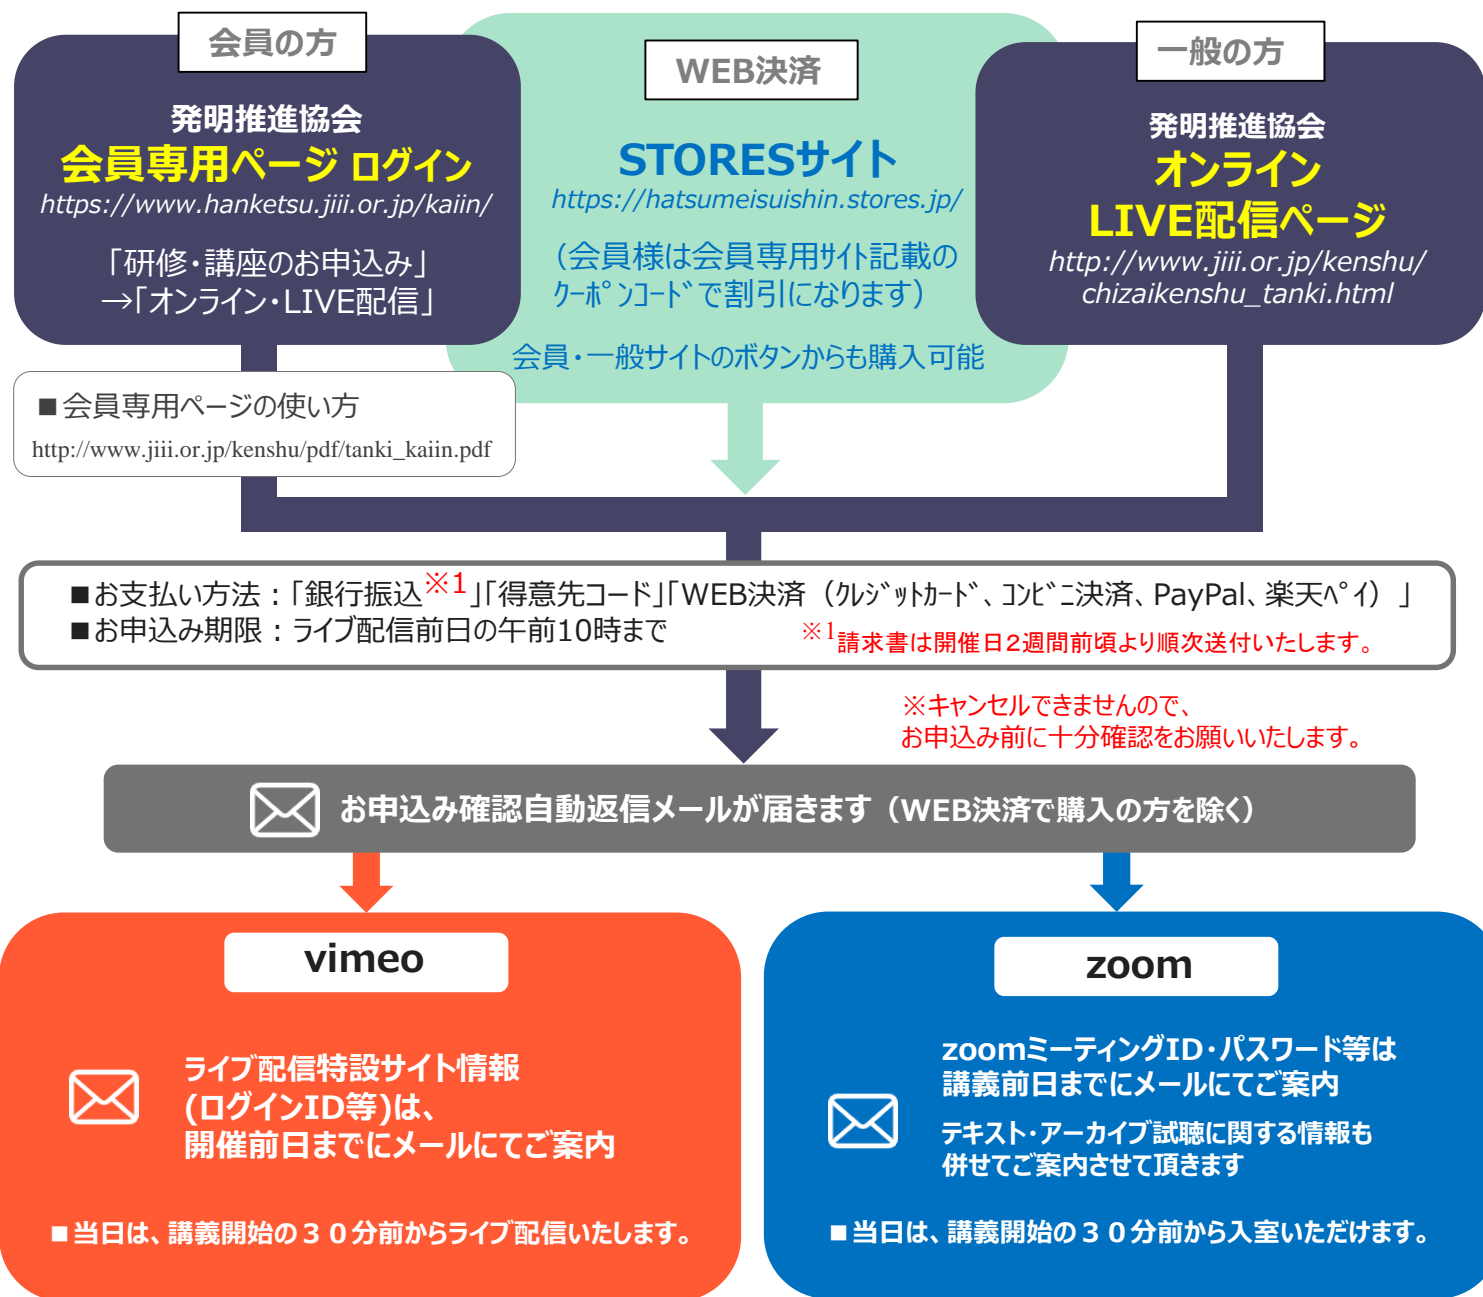 会員の方
発明推進協会
会員専用ページ ログイン
https://www.hanketsu.jiii.or.jp/kaiin/
「研修・講座のお申込み」
→「オンライン・LIVE配信」
WEB決済
STORESサイト
https://hatsumeisuishin.stores.jp/
（会員様は会員専用ｻｲﾄ記載の
ｸｰﾎﾟﾝｺｰﾄﾞで割引になります）
会員・一般サイトのボタンからも購入可能
一般の方
発明推進協会
オンライン
LIVE配信ページ
http://www.jiii.or.jp/kenshu/
chizaikenshu_tanki.html
■会員専用ページの使い方
http://www.jiii.or.jp/kenshu/pdf/tanki_kaiin.pdf
■お支払い方法：「銀行振込※1」「得意先コード」「WEB決済（ｸﾚｼﾞｯﾄｶｰﾄﾞ、ｺﾝﾋﾞﾆ決済、PayPal、楽天ﾍﾟｲ）」
■お申込み期限：ライブ配信前日の午前10時まで
※1請求書は開催日２週間前頃より順次送付いたします。
※キャンセルできませんので、
お申込み前に十分確認をお願いいたします。
お申込み確認自動返信メールが届きます（WEB決済で購入の方を除く）
vimeo
ライブ配信特設サイト情報
(ログインID等)は、
開催前日までにメールにてご案内
■当日は、講義開始の３０分前からライブ配信いたします。
zoom
zoomミーティングID・パスワード等は
講義前日までにメールにてご案内
テキスト・アーカイブ試聴に関する情報も
併せてご案内させて頂きます
■当日は、講義開始の３０分前から入室いただけます。